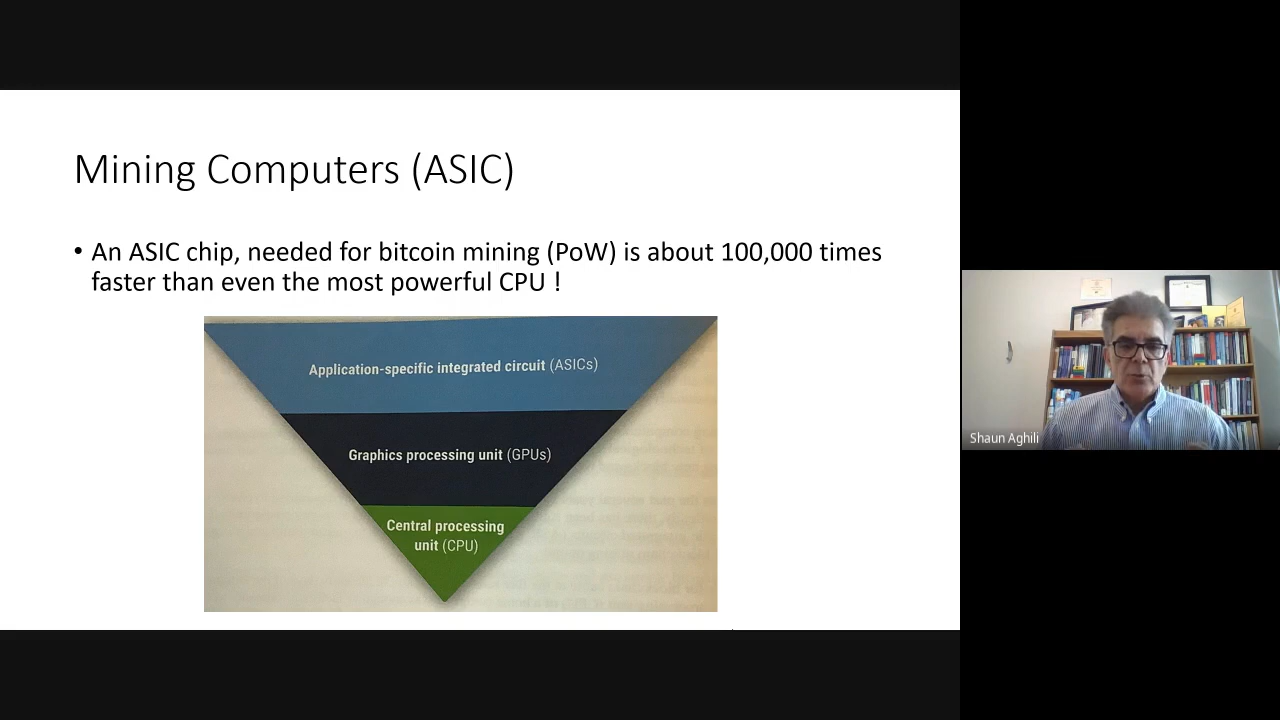 Mining Computers (ASIC)
• An ASIC chip, needed for bitcoin mining (PoW) is about 100,000 times
faster than even the most powerful CPU !
Application-specific integrated circuit (ASICs)
Graphics processing unit (GPUs)
Central processing
unit (CPU)
Shaun Aghili